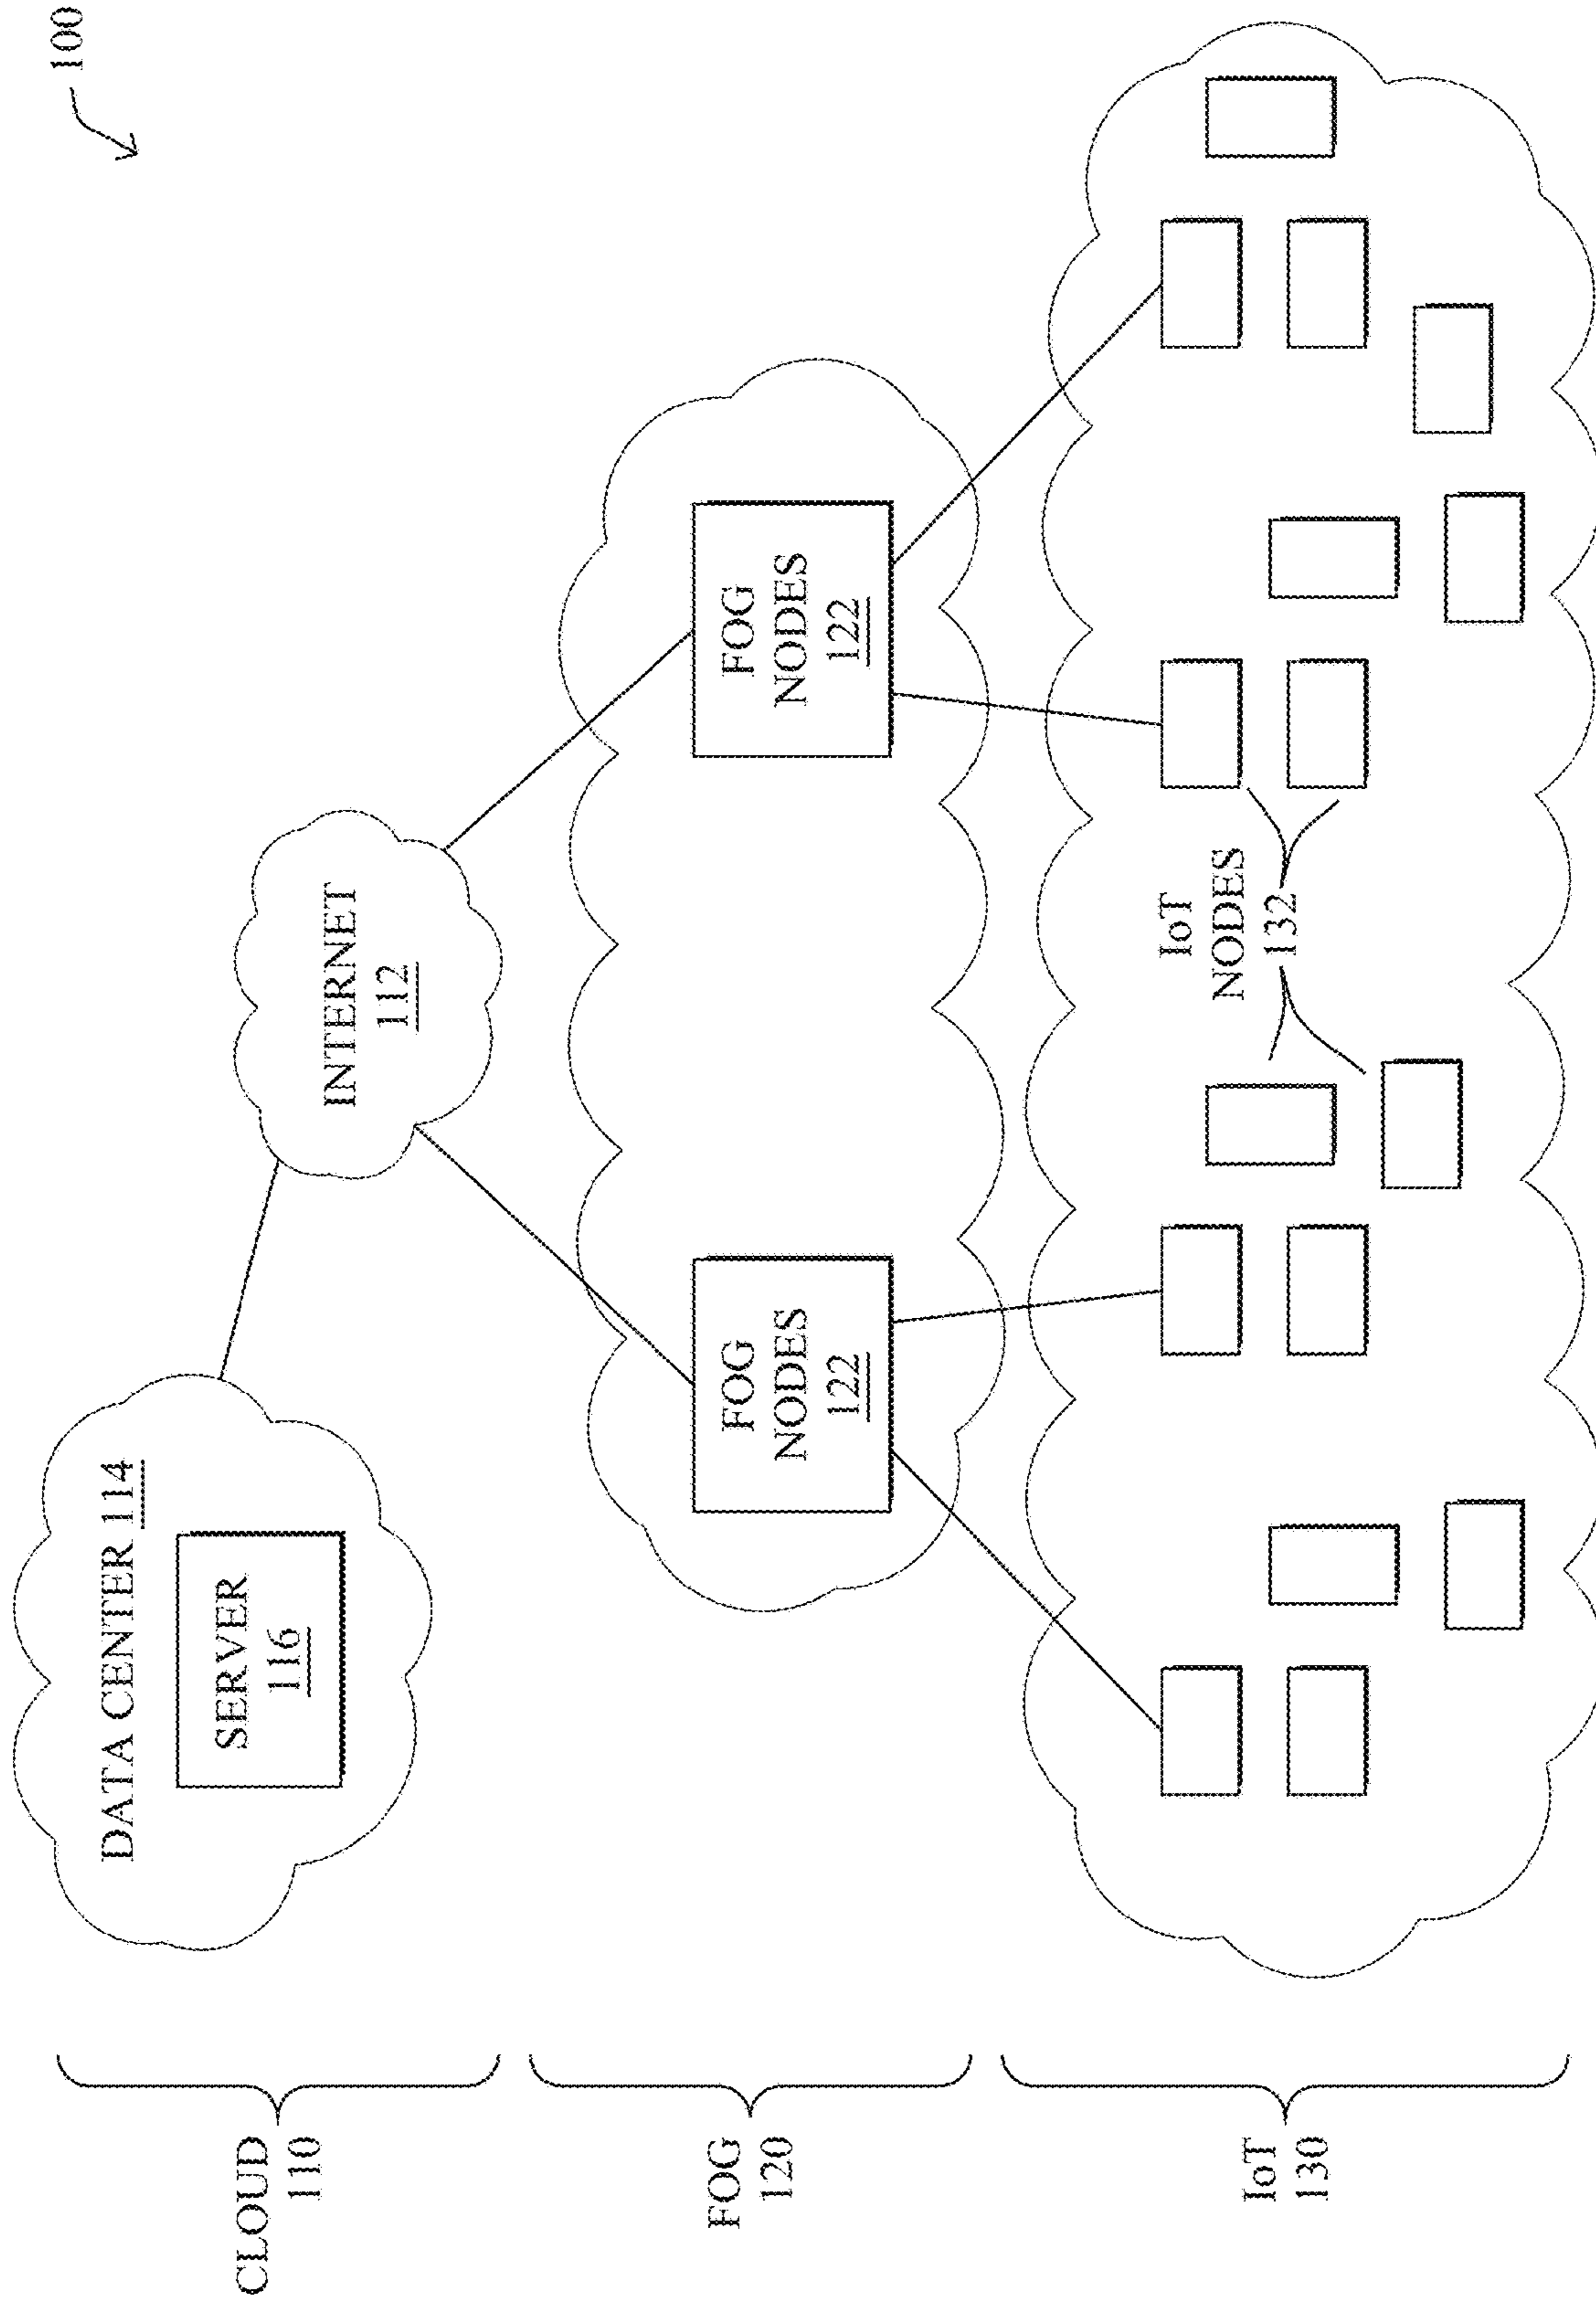 100
CLOUD
110
DATA CENTER 114
SERVER
116
INTERNET
112
FOG
120
FOG
NODES
122
FOG
NODES
122
IoT
130
IoT
NODES
132